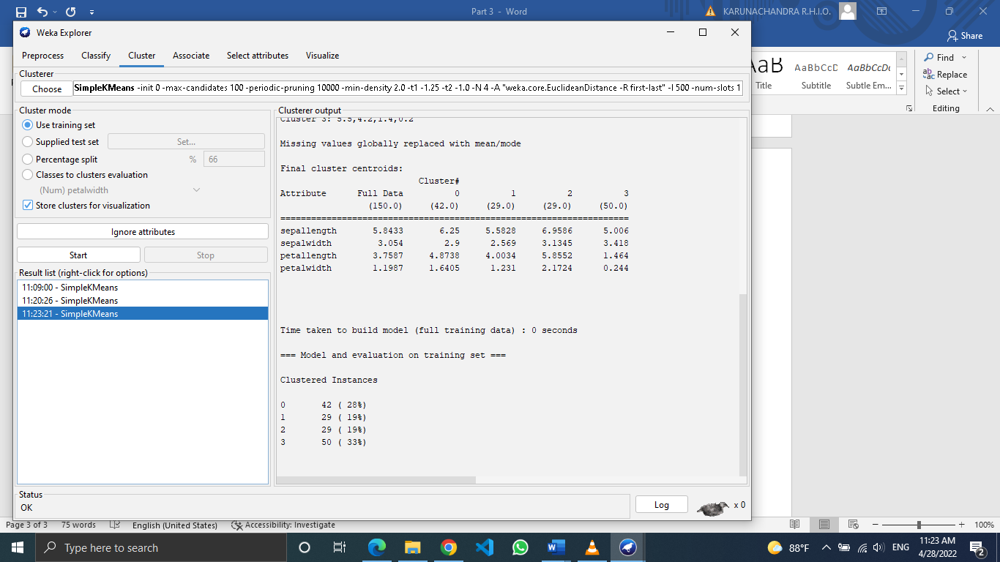 Part 3 - Word
KARUNACHANDRA R.H.I.O.
Share
Weka Explorer
Preprocess Classify Cluster Associate Select attributes Visualize
Clusterer
Choose SimpleKMeans -init 0 -max-candidates 100 -periodic-pruning 10000 -min-density 2.0 -t1 -1.25 -t2 -1.0 -N 4 -A "weka.core.EuclideanDistance -R first-last" -I 500 -num-slots 1
Cluster mode
Use training set
Supplied test set Set...
Percentage split % 66
Classes to clusters evaluation
(Num) petalwidth
Store clusters for visualization
Ignore attributes
Start Stop
Result list (right-click for options)
11:09:00 - SimpleKMeans
11:20:26 - SimpleKMeans
11:23:21 - SimpleKMeans
Clusterer output
Cluster 3: 5.5,4.2,1.4,0.2
Missing values globally replaced with mean/mode
Final cluster centroids:
Cluster#
Attribute Full Data 0 1 2 3
(150.0) (42.0) (29.0) (29.0) (50.0)
==========================================================================
sepallength 5.8433 6.25 5.5828 6.9586 5.006
sepalwidth 3.054 2.9 2.569 3.1345 3.418
petallength 3.7587 4.8738 4.0034 5.8552 1.464
petalwidth 1.1987 1.6405 1.231 2.1724 0.244
Time taken to build model (full training data) : 0 seconds
=== Model and evaluation on training set ===
Clustered Instances
0 42 ( 28%)
1 29 ( 19%)
2 29 ( 19%)
3 50 ( 33%)
Status
OK
Log x 0
AaB AaBbCcD AaBbCcDc
Title Subtitle Subtle Em...
Find
Replace
Select
Editing
Page 3 of 3 75 words English (United States) Accessibility: Investigate 100%
Type here to search
88°F ENG 11:23 AM
4/28/2022
2